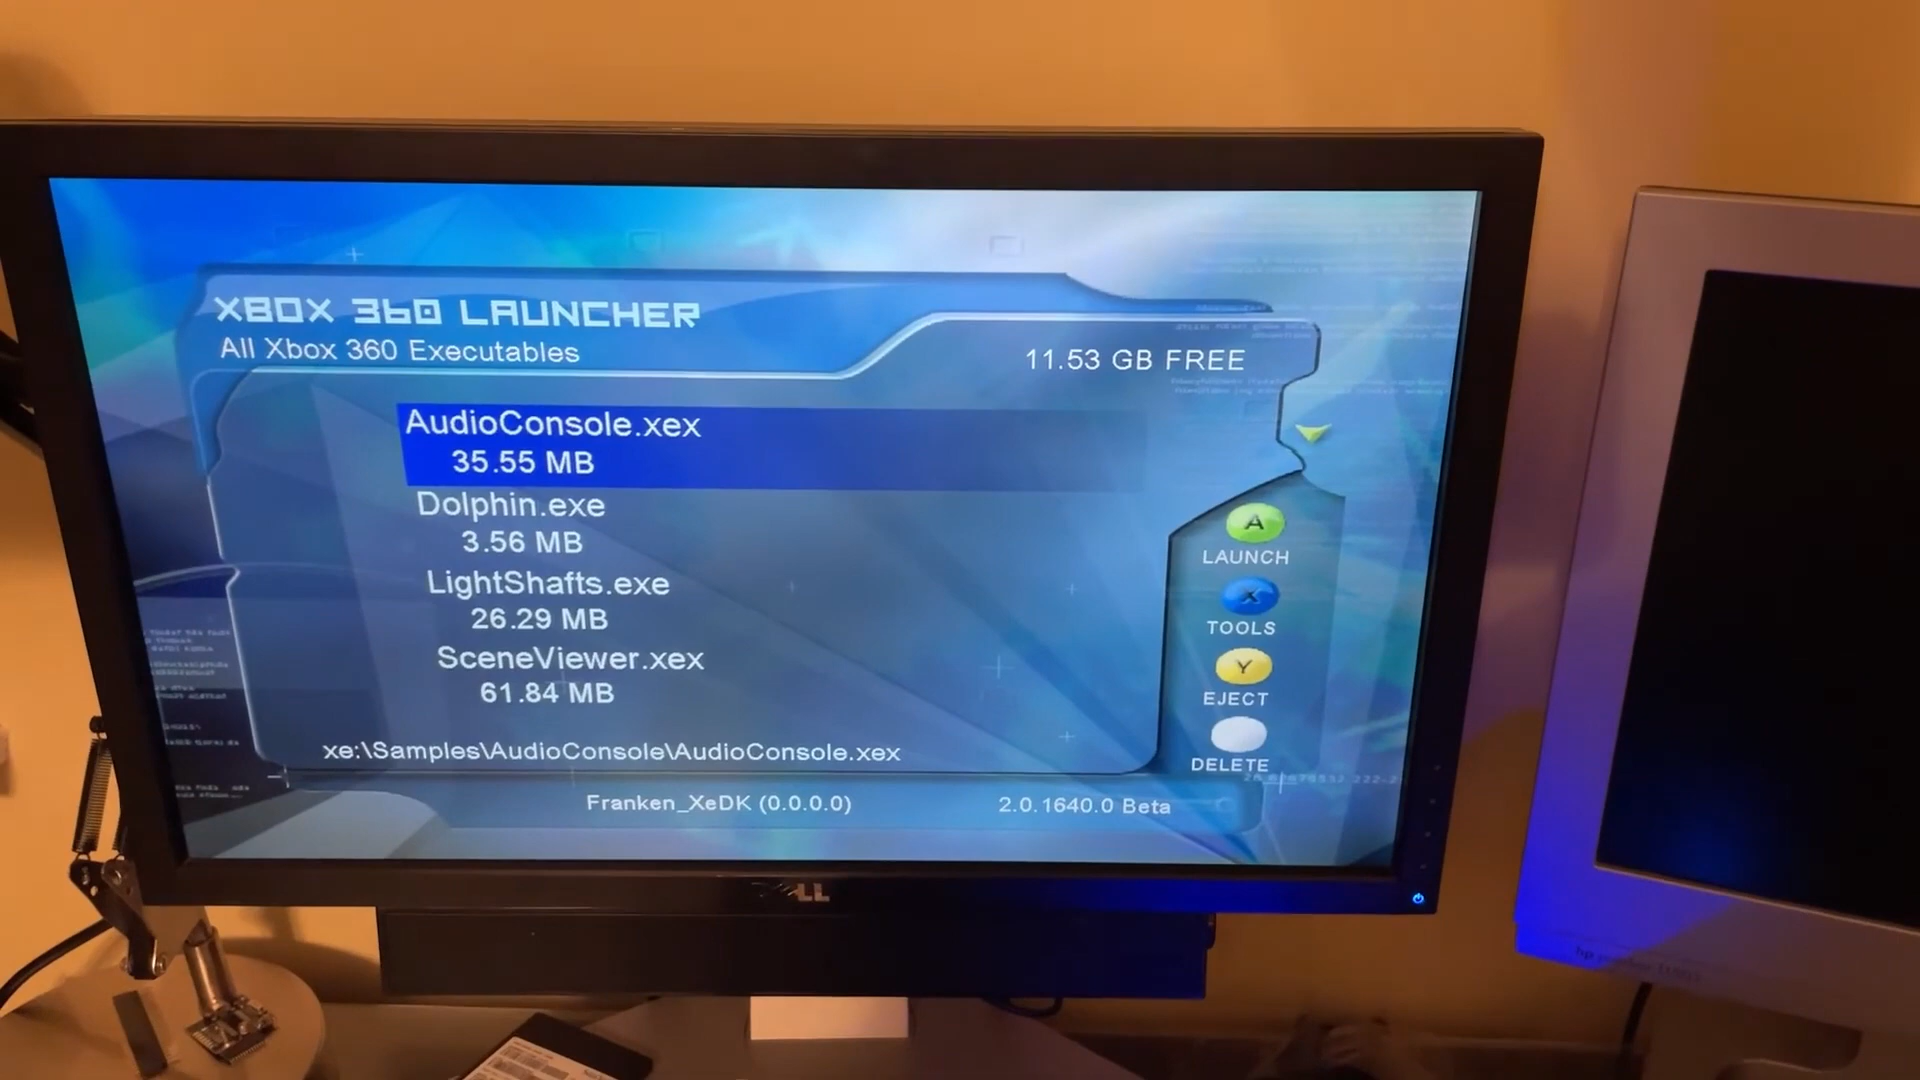 XBOX 360 LAUNCHER
All Xbox 360 Executables
11.53 GB FREE
AudioConsole.xex
35.55 MB
Dolphin.exe
3.56 MB
LightShafts.exe
26.29 MB
SceneViewer.xex
61.84 MB
xe:\Samples\AudioConsole\AudioConsole.xex
A
LAUNCH
X
TOOLS
Y
EJECT
DELETE
Franken_XeDK (0.0.0.0)
2.0.1640.0 Beta
DELL
hp